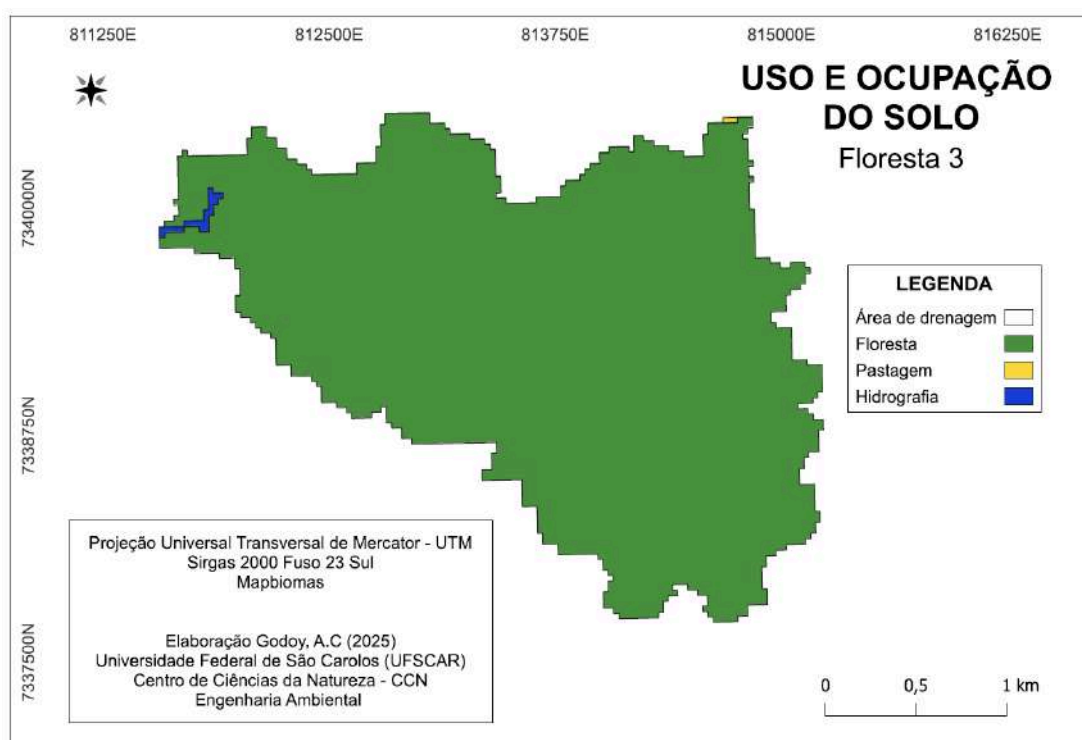 811250E 812500E 813750E 815000E 816250E
USO E OCUPAÇÃO
DO SOLO
Floresta 3
7340000N
7338750N
7337500N
LEGENDA
Área de drenagem
Floresta
Pastagem
Hidrografia
Projeção Universal Transversal de Mercator - UTM
Sirgas 2000 Fuso 23 Sul
Mapbiomas
Elaboração Godoy, A.C (2025)
Universidade Federal de São Carolos (UFSCAR)
Centro de Ciências da Natureza - CCN
Engenharia Ambiental
0 0,5 1 km